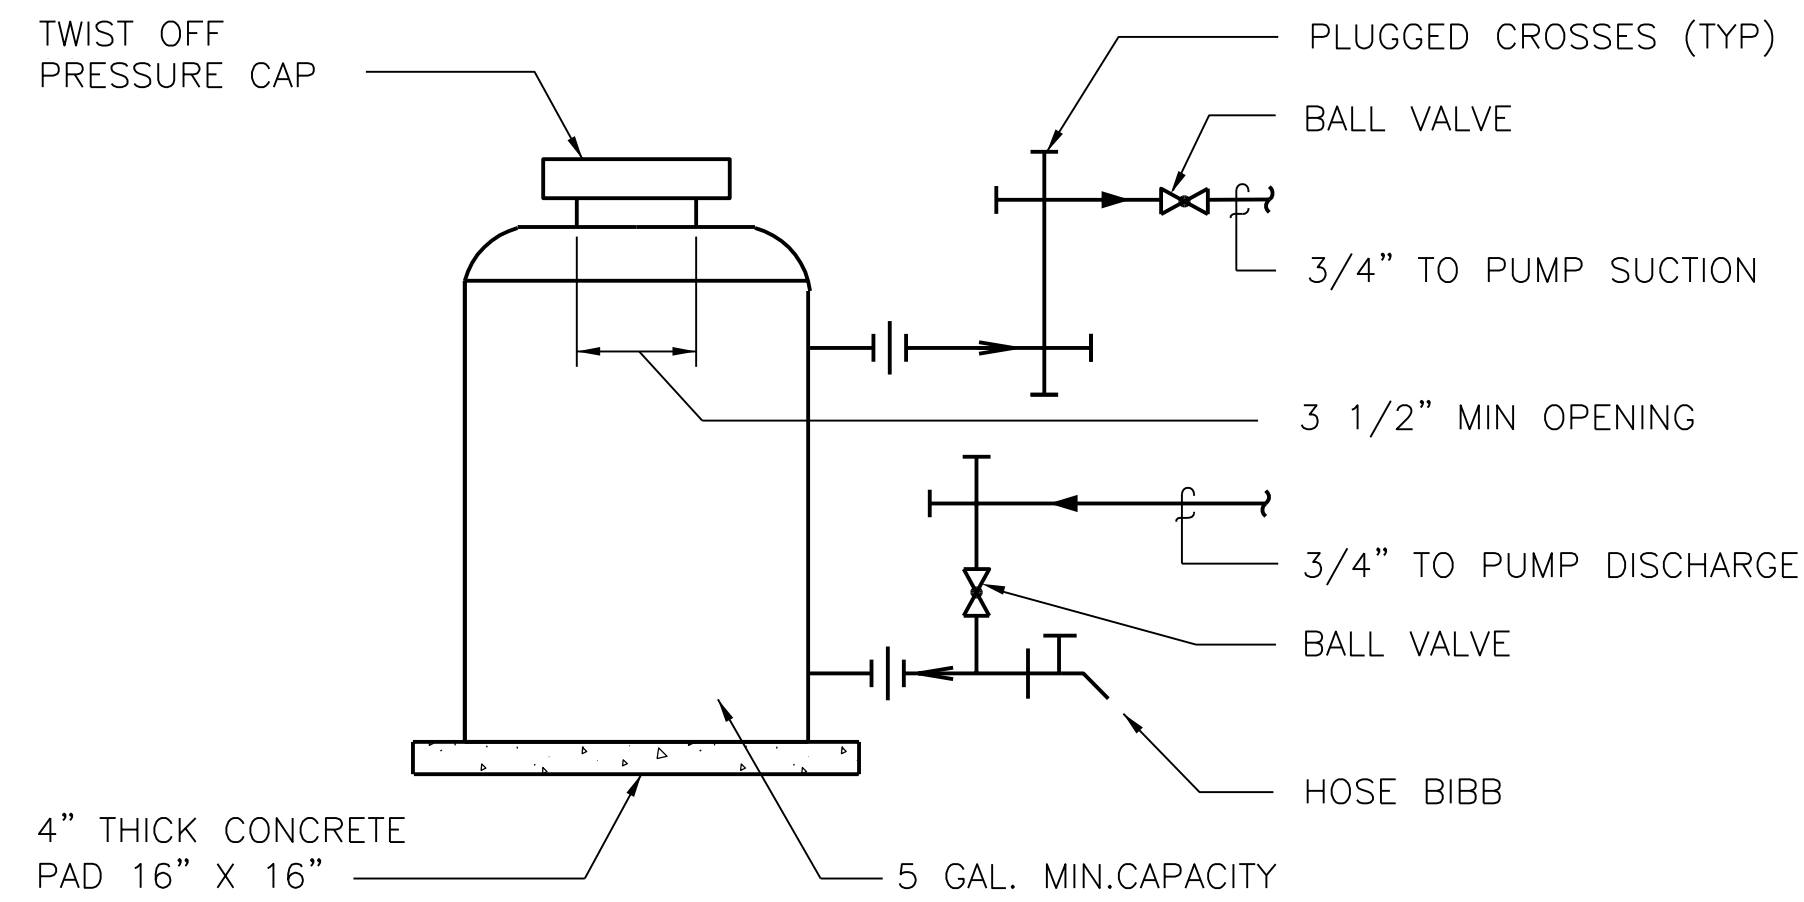 TWIST OFF
PRESSURE CAP
PLUGGED CROSSES (TYP)
BALL VALVE
3/4" TO PUMP SUCTION
3 1/2" MIN OPENING
3/4" TO PUMP DISCHARGE
BALL VALVE
HOSE BIBB
4" THICK CONCRETE
PAD 16" X 16"
5 GAL. MIN.CAPACITY